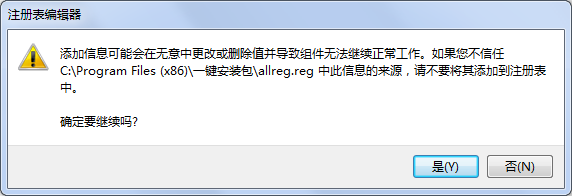 注册表编辑器
添加信息可能会在无意中更改或删除值并导致组件无法继续正常工作。如果您不信任
C:\Program Files (x86)\一键安装包\allreg.reg 中此信息的来源，请不要将其添加到注册表
中。
确定要继续吗?
是(Y)
否(N)